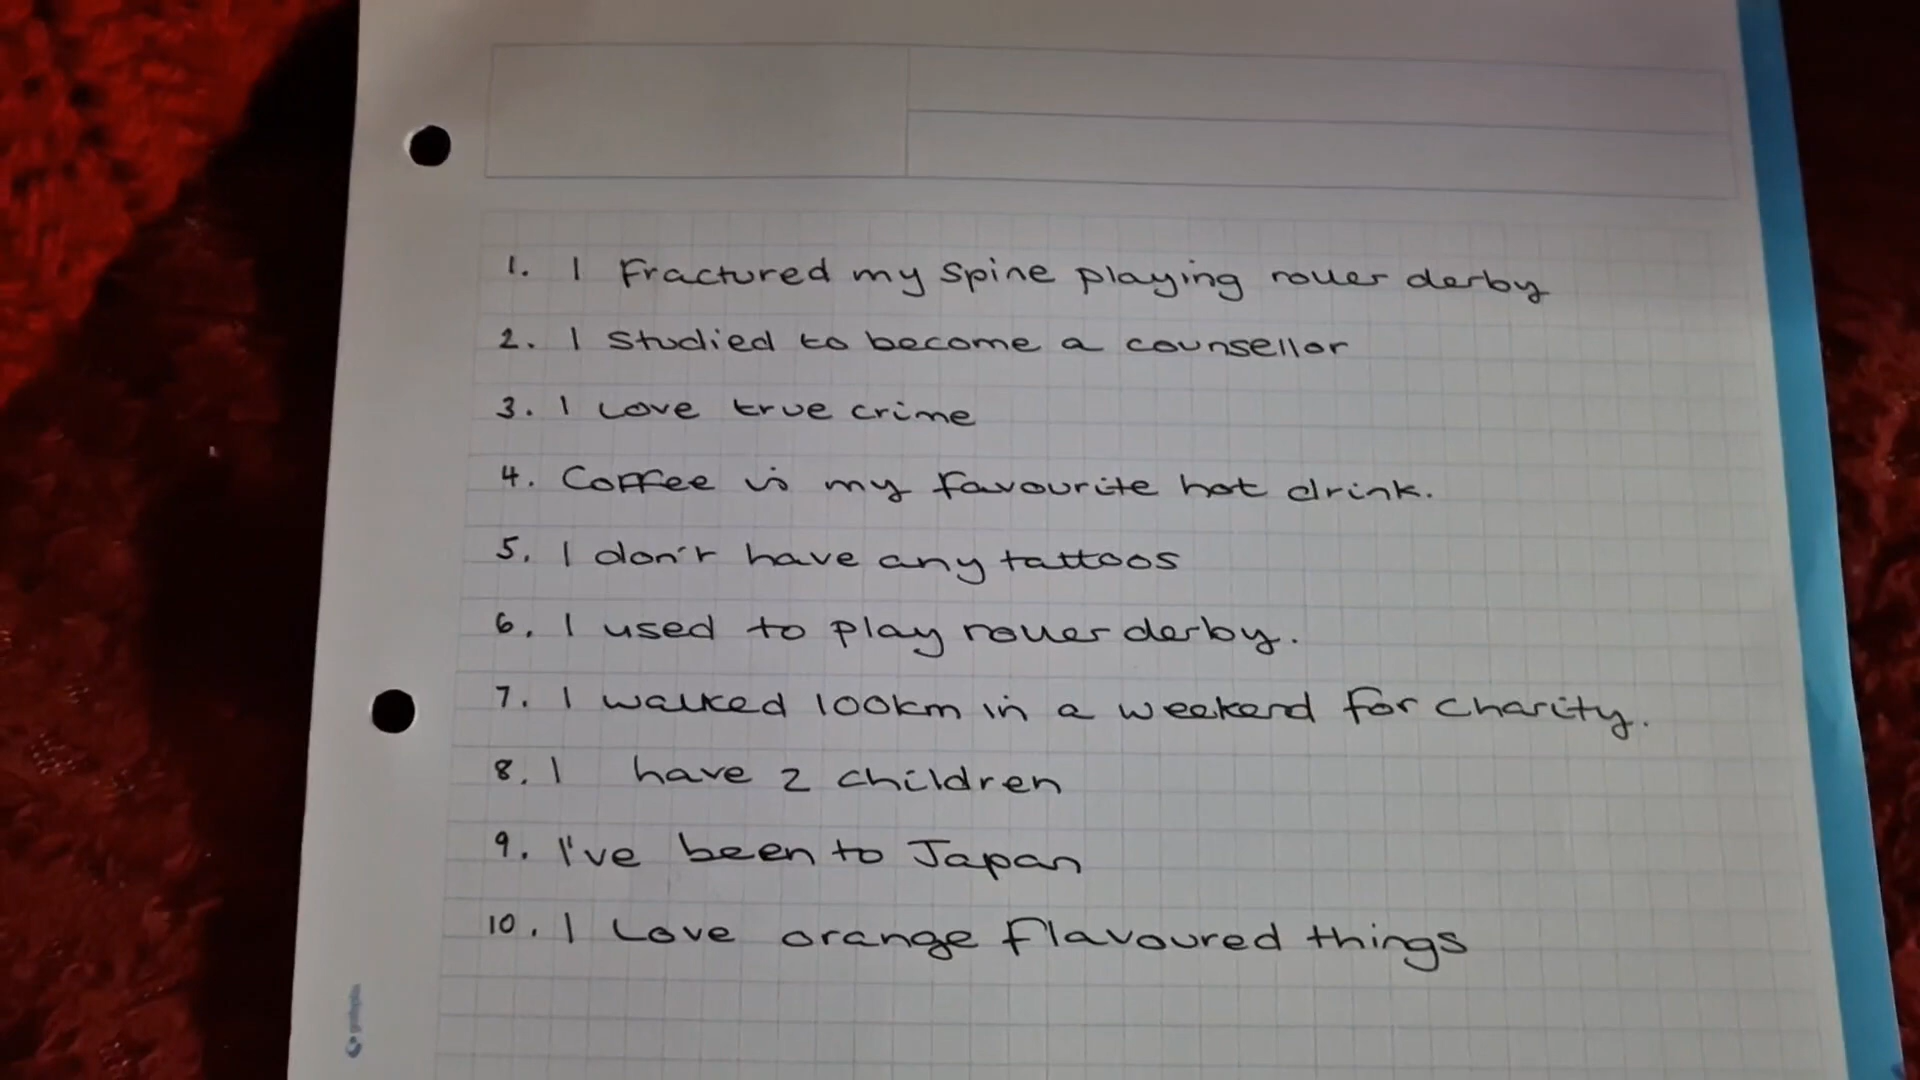 1. I Fractured my spine playing roller derby
2. I studied to become a counsellor
3. I Love true crime
4. Coffee is my favourite hot drink.
5. I don't have any tattoos
6. I used to play roller derby.
7. I walked 100km in a weekend for charity.
8. I have 2 children
9. I've been to Japan
10. I Love orange flavoured things